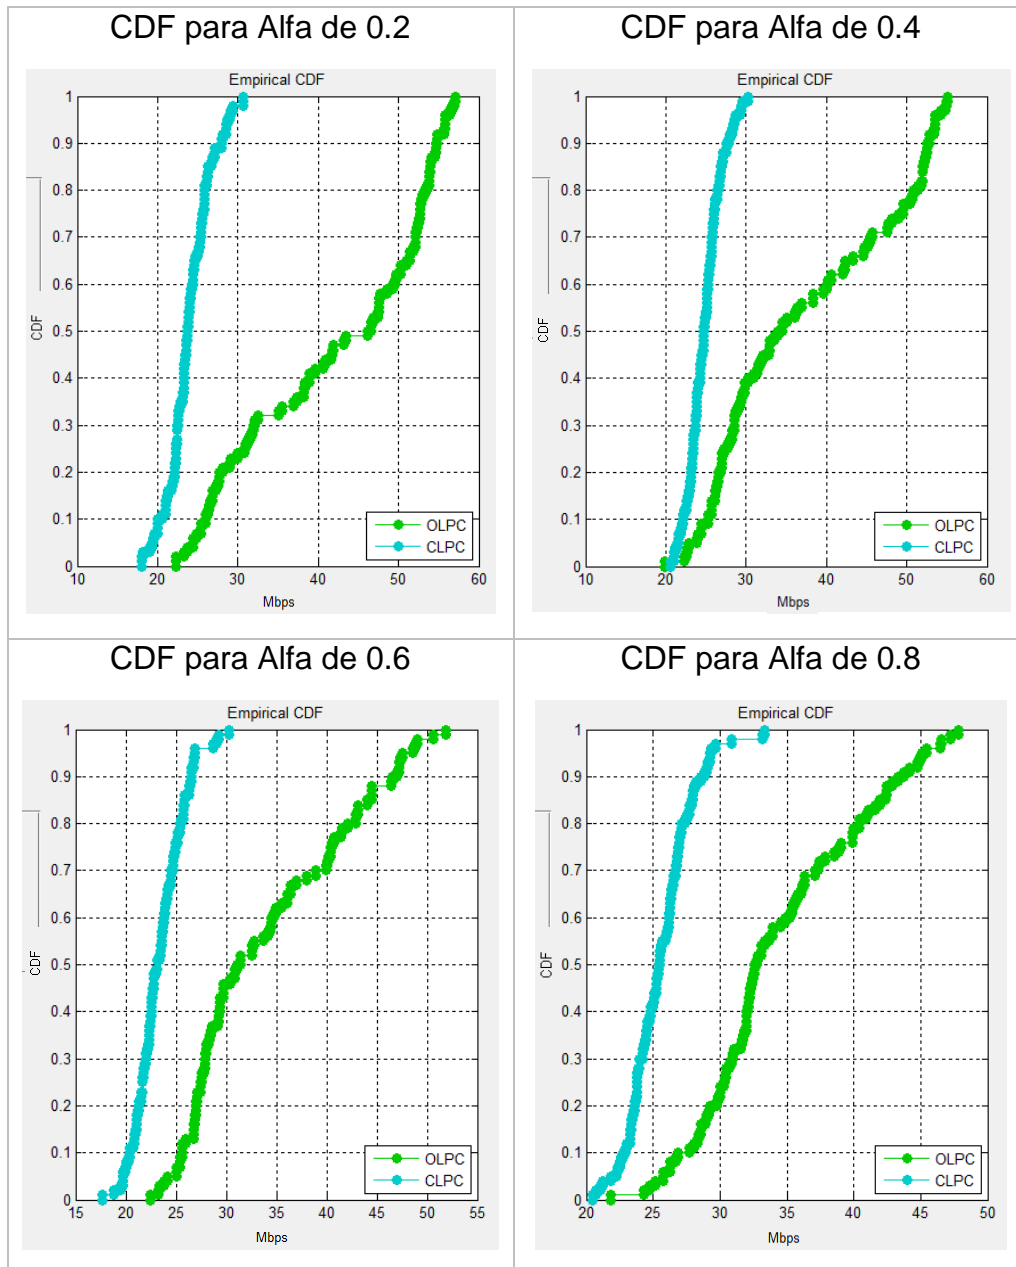 CDF para Alfa de 0.2
Empirical CDF
1
0.9
0.8
0.7
0.6
0.5
0.4
0.3
0.2
0.1
0
CDF
10 20 30 40 50 60
Mbps
OLPC
CLPC
CDF para Alfa de 0.4
Empirical CDF
1
0.9
0.8
0.7
0.6
0.5
0.4
0.3
0.2
0.1
0
CDF
10 20 30 40 50 60
Mbps
OLPC
CLPC
CDF para Alfa de 0.6
Empirical CDF
1
0.9
0.8
0.7
0.6
0.5
0.4
0.3
0.2
0.1
0
CDF
15 20 25 30 35 40 45 50 55
Mbps
OLPC
CLPC
CDF para Alfa de 0.8
Empirical CDF
1
0.9
0.8
0.7
0.6
0.5
0.4
0.3
0.2
0.1
0
CDF
20 25 30 35 40 45 50
Mbps
OLPC
CLPC